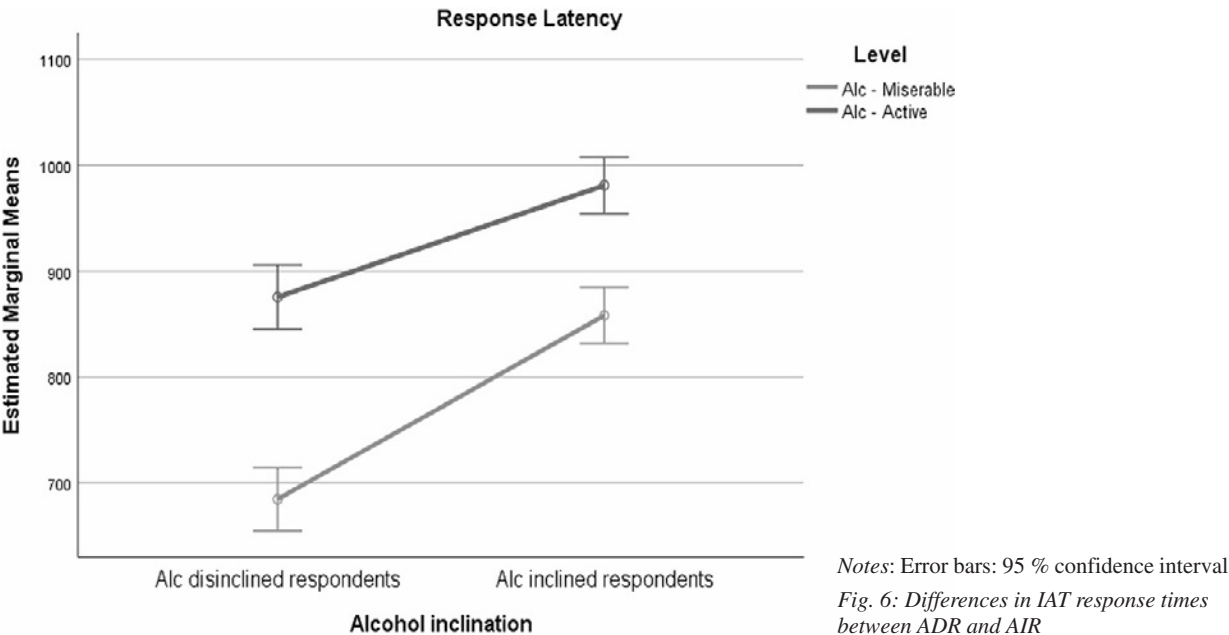 Response Latency
Level
Alc - Miserable
Alc - Active
Estimated Marginal Means
1100
1000
900
800
700
Alc disinclined respondents
Alc inclined respondents
Alcohol inclination
Notes: Error bars: 95 % confidence interval
Fig. 6: Differences in IAT response times
between ADR and AIR